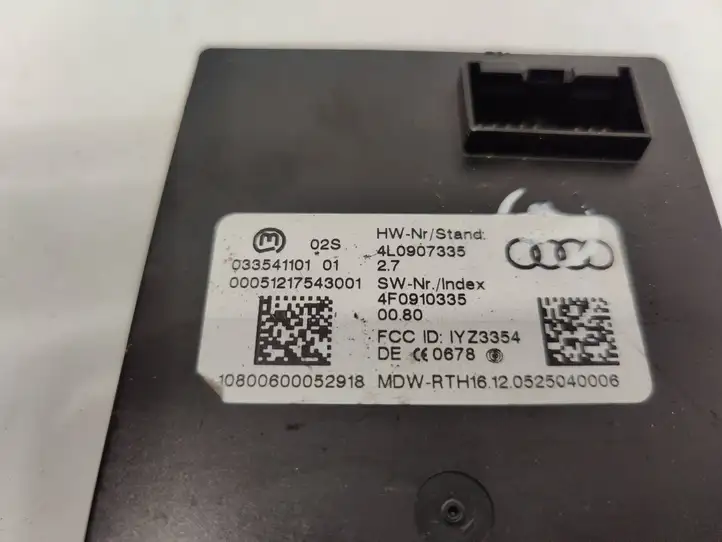 m 02S
033541101 01
00051217543001
10800600052918
HW-Nr/Stand:
4L0907335
2.7
SW-Nr./Index
4F0910335
00.80
FCC ID: IYZ3354
DE CE 0678
MDW-RTH16.12.0525040006